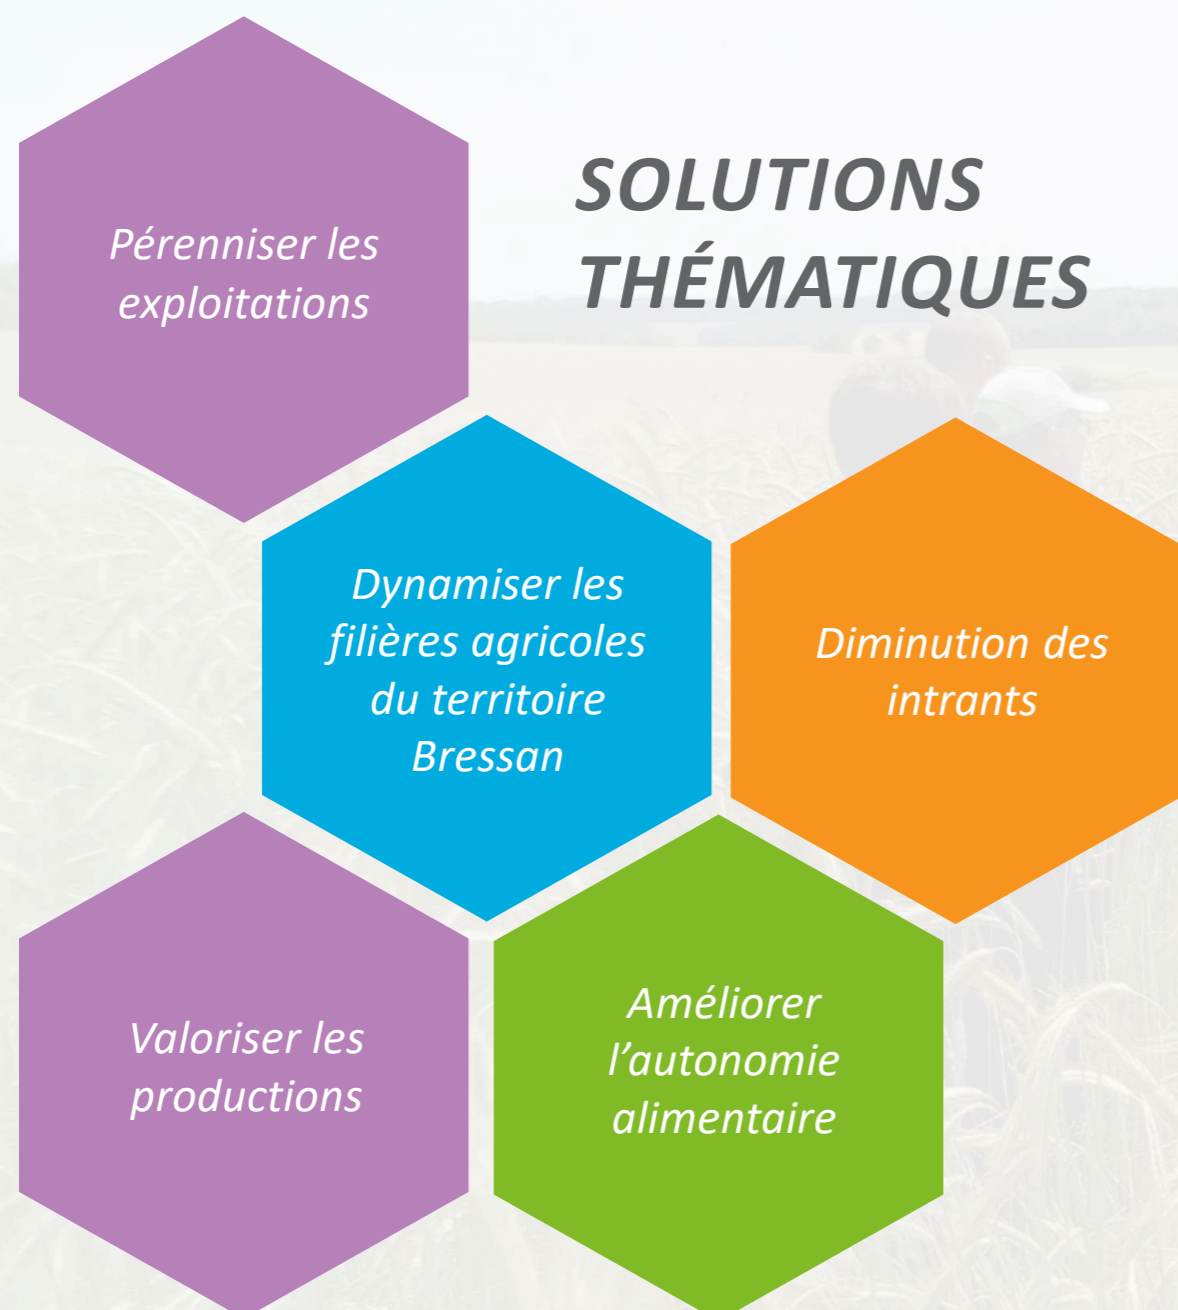 Pérenniser les
exploitations
SOLUTIONS
THÉMATIQUES
Dynamiser les
filières agricoles
du territoire
Bressan
Diminution des
intrants
Valoriser les
productions
Améliorer
l’autonomie
alimentaire